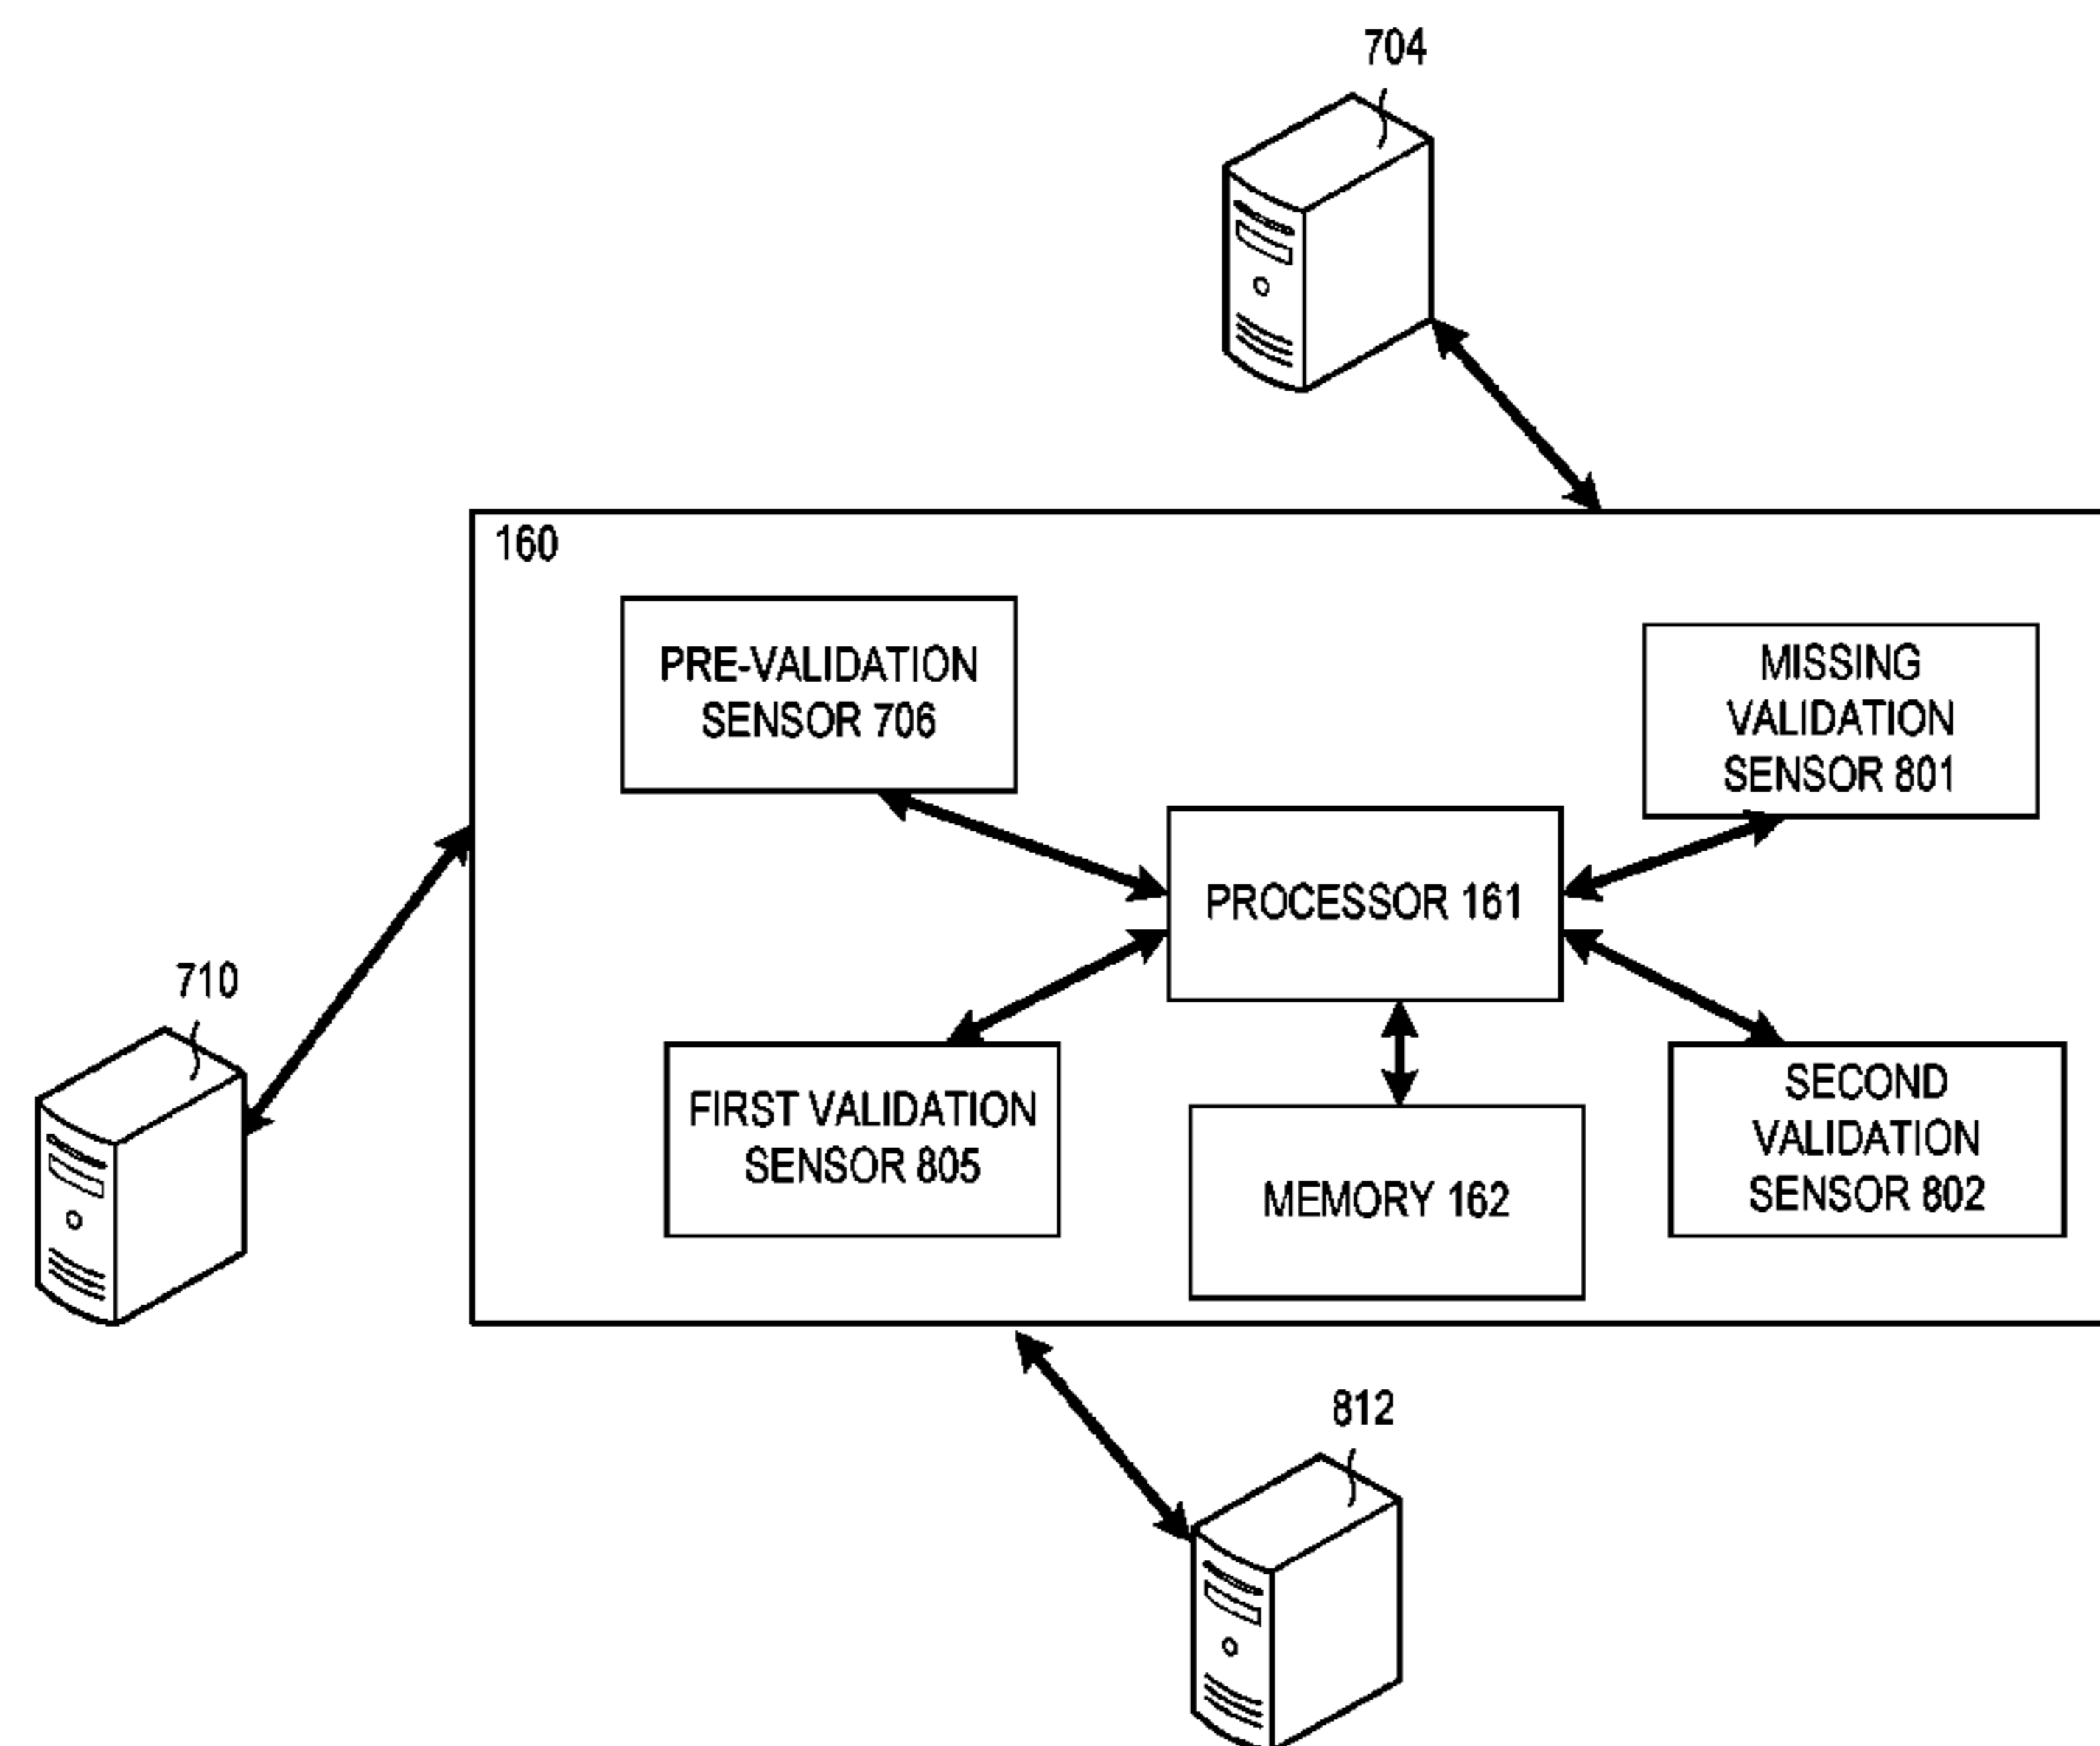 704
160
PRE-VALIDATION
SENSOR 706
MISSING
VALIDATION
SENSOR 801
PROCESSOR 161
710
FIRST VALIDATION
SENSOR 805
MEMORY 162
SECOND
VALIDATION
SENSOR 802
812